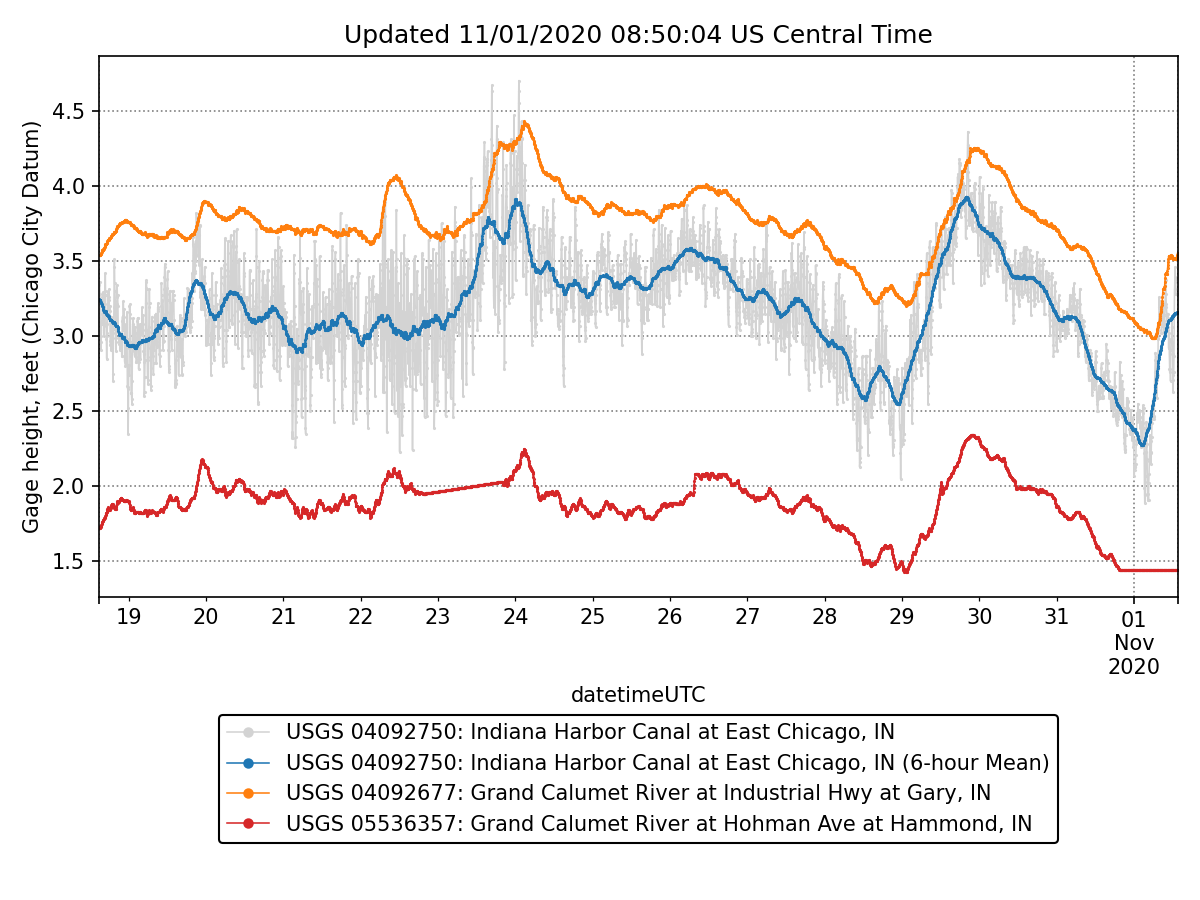 Updated 11/01/2020 08:50:04 US Central Time
Gage height, feet (Chicago City Datum)
4.5
4.0
3.5
3.0
2.5
2.0
1.5
19 20 21 22 23 24 25 26 27 28 29 30 31 01
Nov
2020
datetimeUTC
USGS 04092750: Indiana Harbor Canal at East Chicago, IN
USGS 04092750: Indiana Harbor Canal at East Chicago, IN (6-hour Mean)
USGS 04092677: Grand Calumet River at Industrial Hwy at Gary, IN
USGS 05536357: Grand Calumet River at Hohman Ave at Hammond, IN